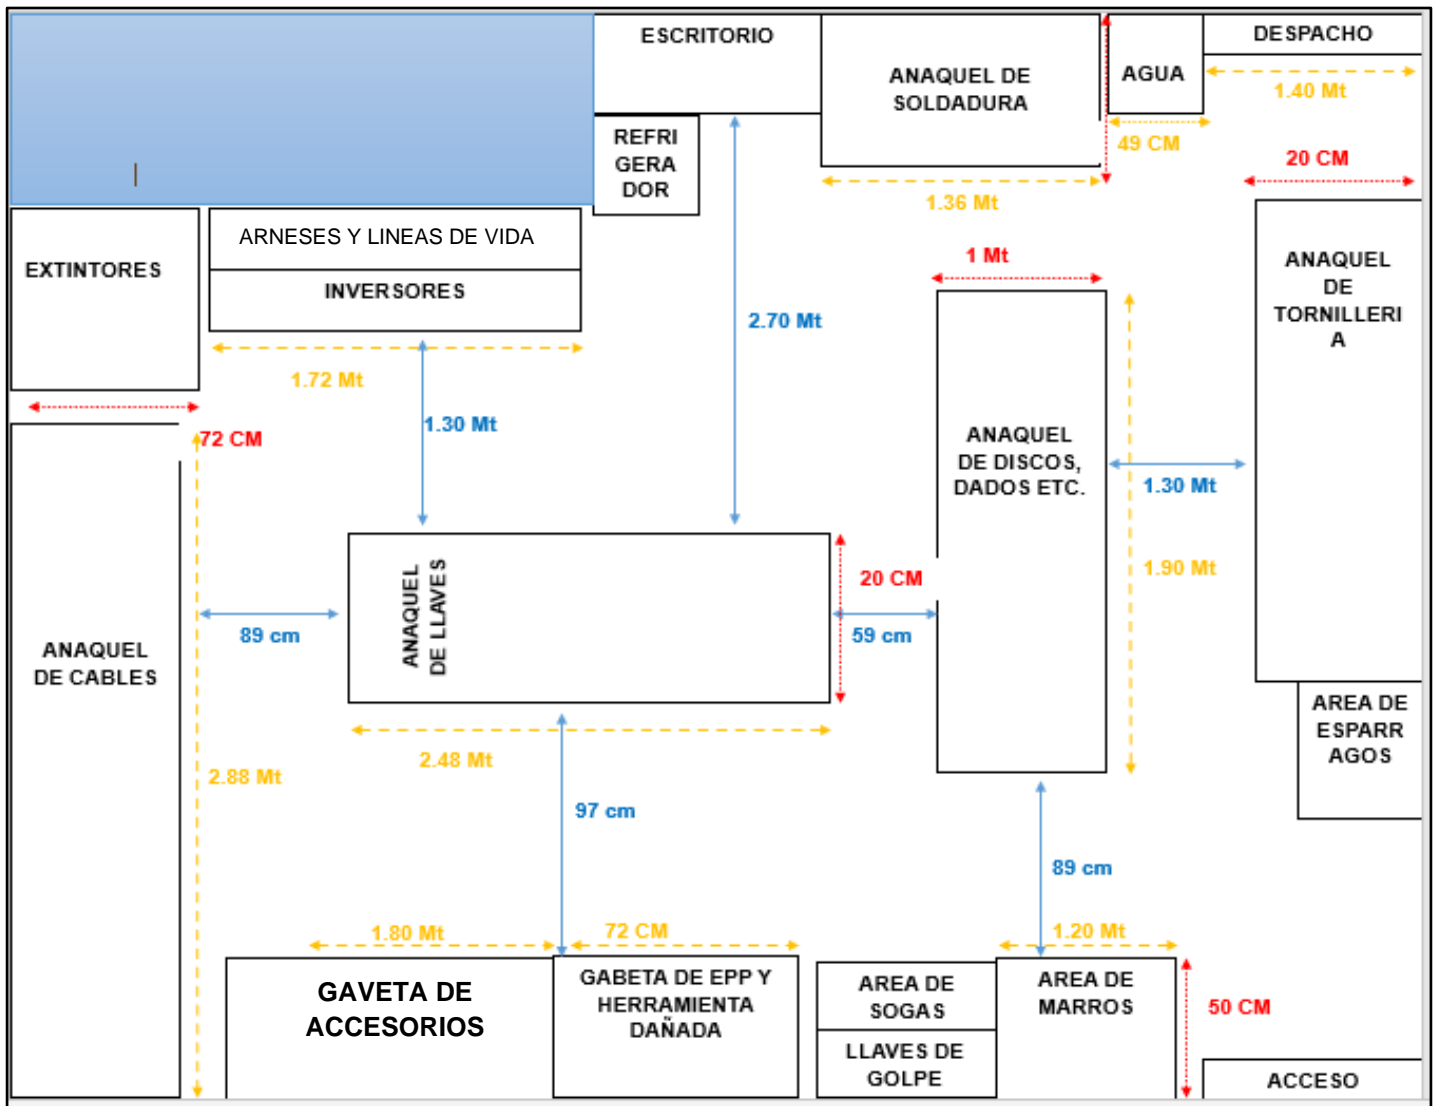 ESCRITORIO
ANAQUEL DE
SOLDADURA
AGUA
DESPACHO
1.40 Mt
49 CM
REFRI
GERA
DOR
20 CM
1.36 Mt
ARNESES Y LINEAS DE VIDA
INVERSORES
EXTINTORES
1 Mt
ANAQUEL
DE
TORNILLERI
A
2.70 Mt
1.72 Mt
1.30 Mt
72 CM
ANAQUEL
DE DISCOS,
DADOS ETC.
1.30 Mt
1.90 Mt
ANAQUEL
DE LLAVES
20 CM
89 cm
59 cm
ANAQUEL
DE CABLES
AREA DE
ESPARR
AGOS
2.48 Mt
2.88 Mt
97 cm
89 cm
1.80 Mt
72 CM
1.20 Mt
GAVETA DE
ACCESORIOS
GABETA DE EPP Y
HERRAMIENTA
DAÑADA
AREA DE
SOGAS
LLAVES DE
GOLPE
AREA DE
MARROS
50 CM
ACCESO